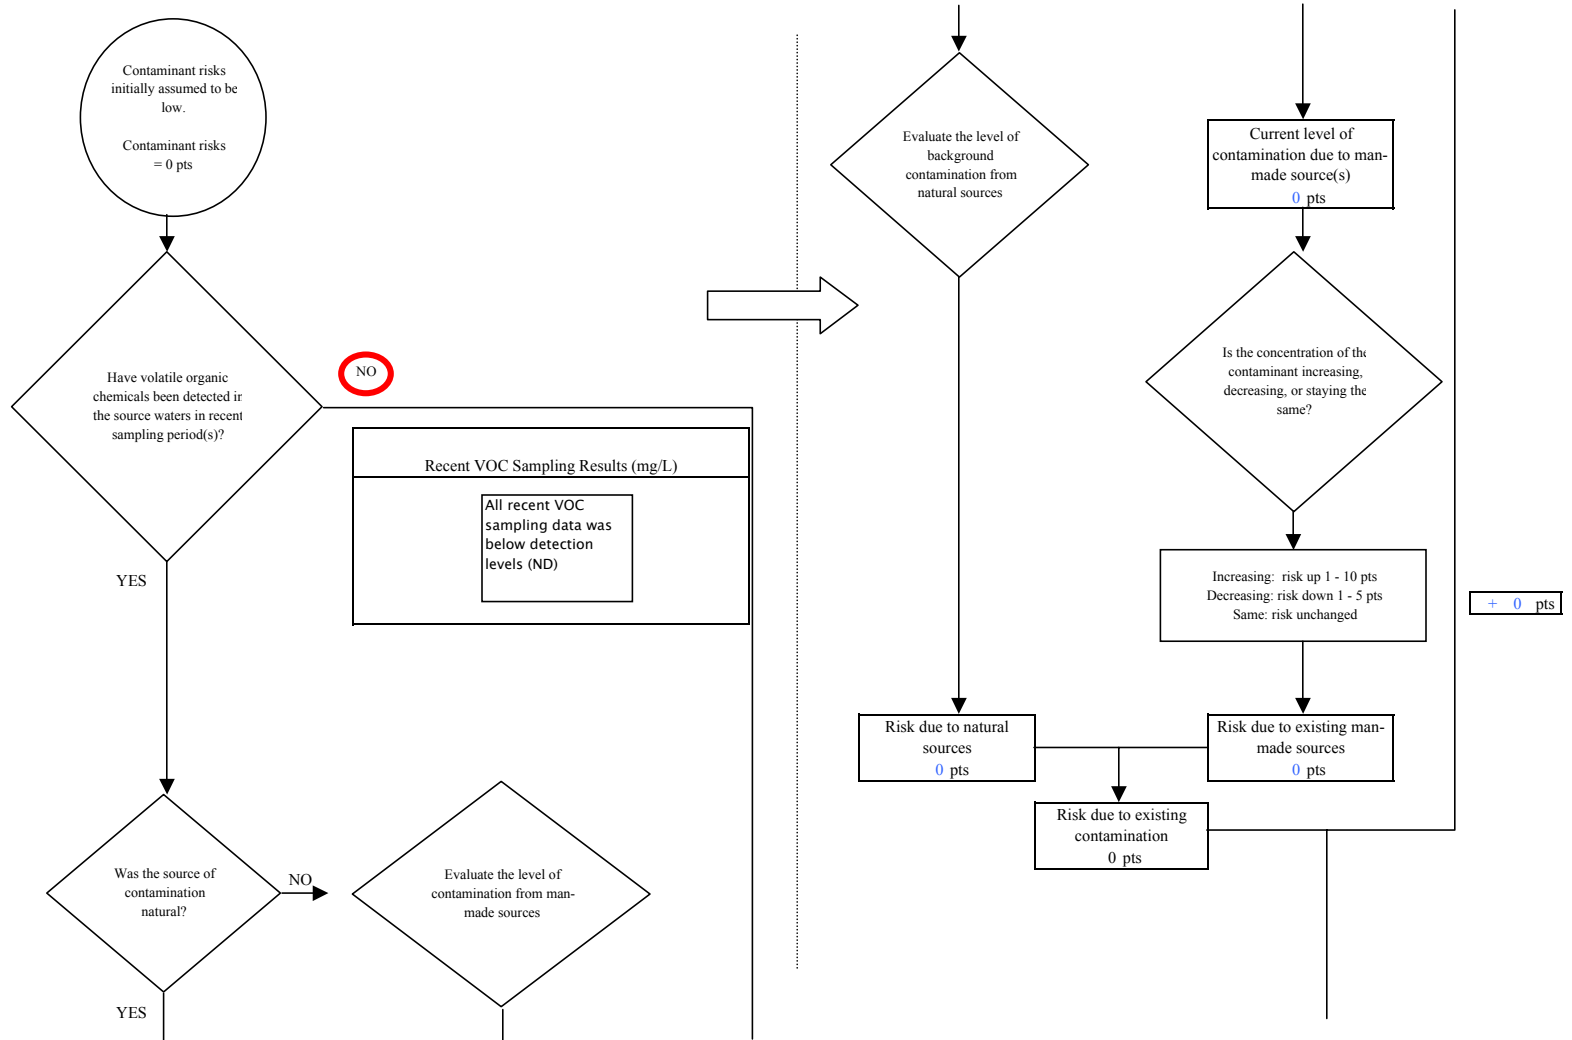 Contaminant risks
initially assumed to be
low.
Contaminant risks
= 0 pts
Have volatile organic
chemicals been detected in
the source waters in recent
sampling period(s)?
NO
Recent VOC Sampling Results (mg/L)
All recent VOC
sampling data was
below detection
levels (ND)
YES
Was the source of
contamination
natural?
NO
Evaluate the level of
contamination from man-
made sources
YES
Evaluate the level of
background
contamination from
natural sources
Current level of
contamination due to man-
made source(s)
0 pts
Is the concentration of the
contaminant increasing,
decreasing, or staying the
same?
Increasing: risk up 1 - 10 pts
Decreasing: risk down 1 - 5 pts
Same: risk unchanged
+ 0 pts
Risk due to natural
sources
0 pts
Risk due to existing man-
made sources
0 pts
Risk due to existing
contamination
0 pts